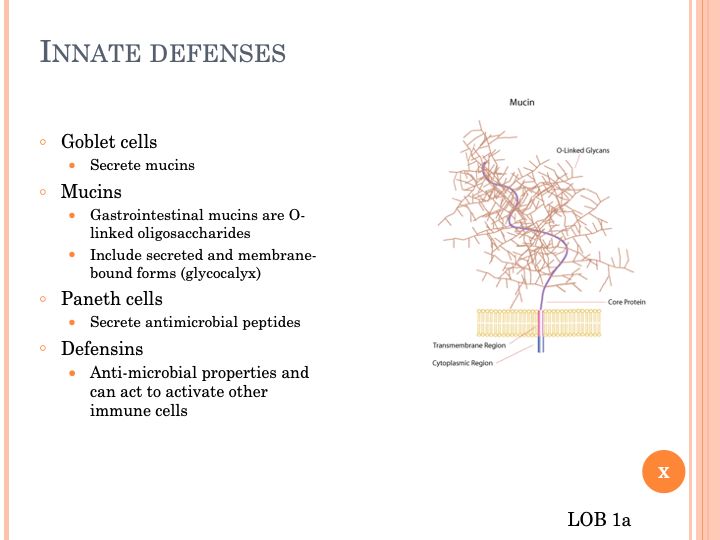 INNATE DEFENSES
Goblet cells
Secrete mucins
Mucins
Gastrointestinal mucins are O-
linked oligosaccharides
Include secreted and membrane-
bound forms (glycocalyx)
Paneth cells
Secrete antimicrobial peptides
Defensins
Anti-microbial properties and
can act to activate other
immune cells
Mucin
O-Linked Glycans
Core Protein
Transmembrane Region
Cytoplasmic Region
X
LOB 1a